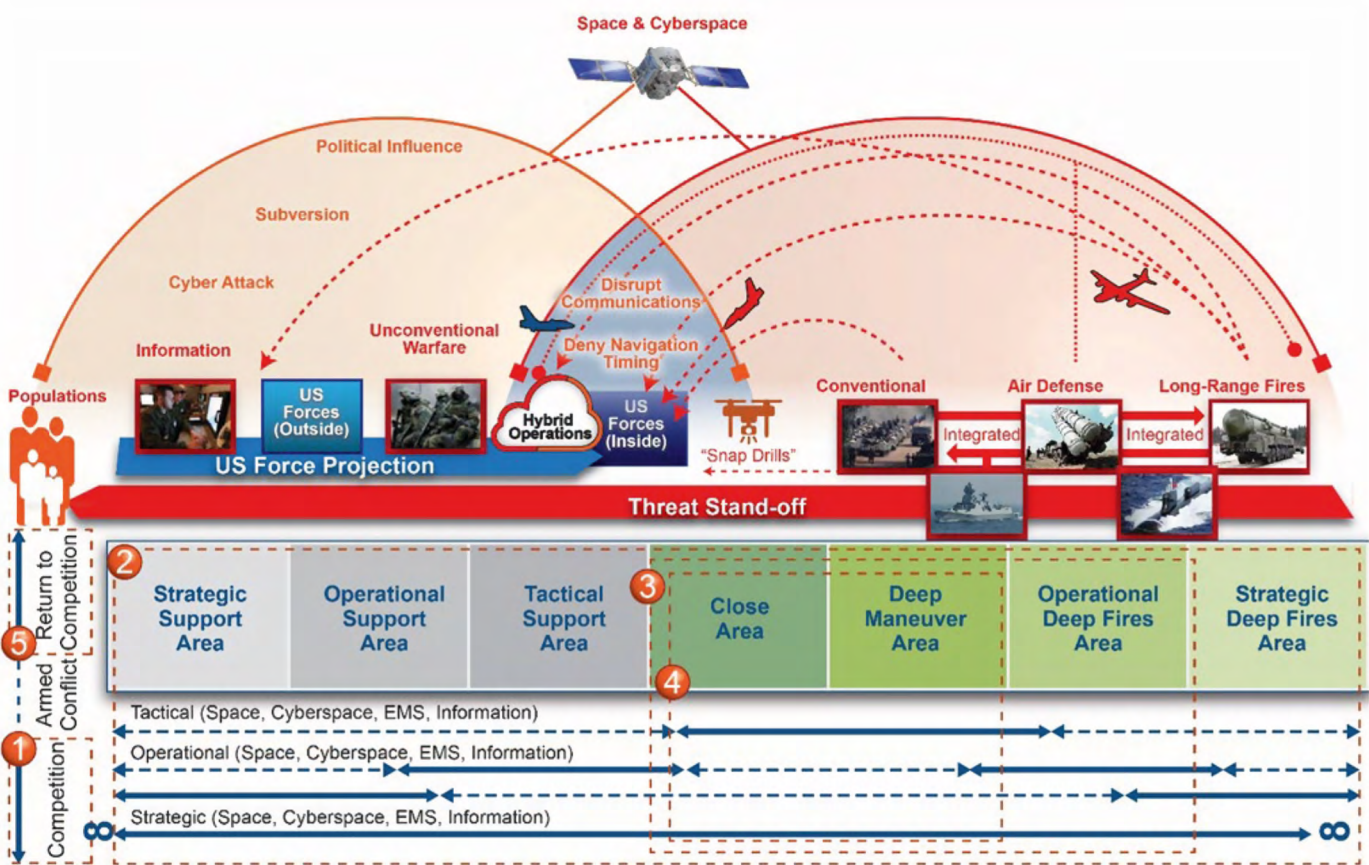 Space & Cyberspace
Political Influence
Subversion
Cyber Attack
Disrupt
Communications
Unconventional
Warfare
Deny Navigation
Timing
Information
Populations
US
Forces
(Outside)
Hybrid
Operations
US
Forces
(Inside)
"Snap Drills"
Conventional
Air Defense
Long-Range Fires
Integrated
Integrated
US Force Projection
Threat Stand-off
2
Strategic
Support
Area
Operational
Support
Area
Tactical
Support
Area
3
Close
Area
Deep
Maneuver
Area
Operational
Deep Fires
Area
Strategic
Deep Fires
Area
4
5
Return to
Competition
Armed
Conflict
1
Competition
Tactical (Space, Cyberspace, EMS, Information)
Operational (Space, Cyberspace, EMS, Information)
Strategic (Space, Cyberspace, EMS, Information)
∞
∞